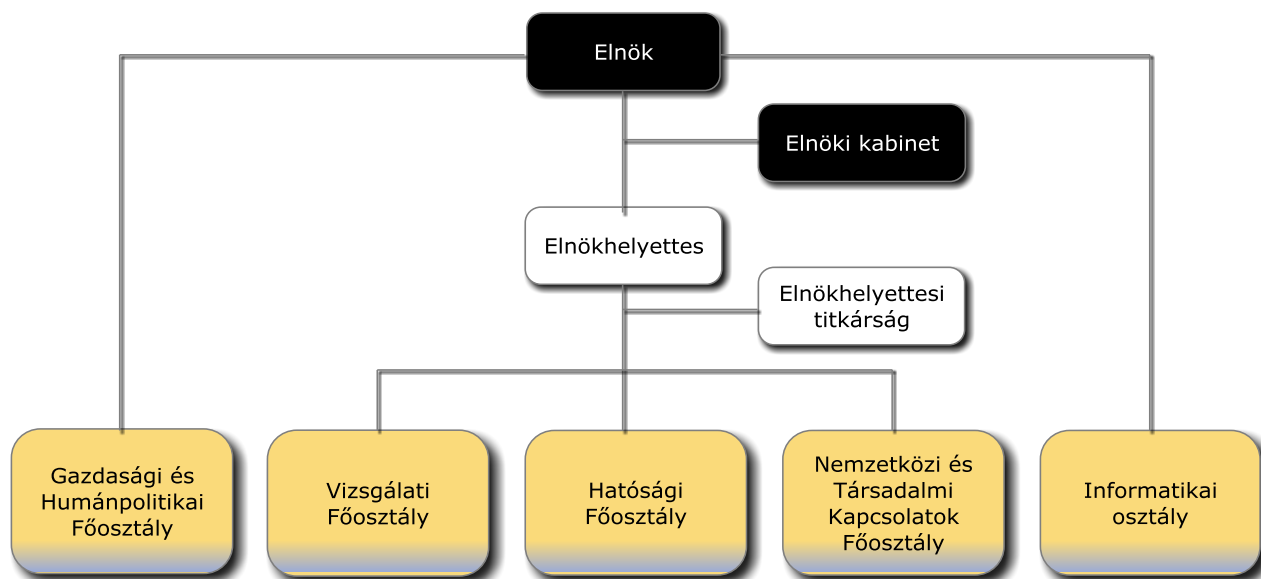 Elnök
Elnöki kabinet
Elnökhelyettes
Elnökhelyettesi
titkárság
Gazdasági és
Humánpolitikai
Főosztály
Vizsgálati
Főosztály
Hatósági
Főosztály
Nemzetközi és
Társadalmi
Kapcsolatok
Főosztály
Informatikai
osztály